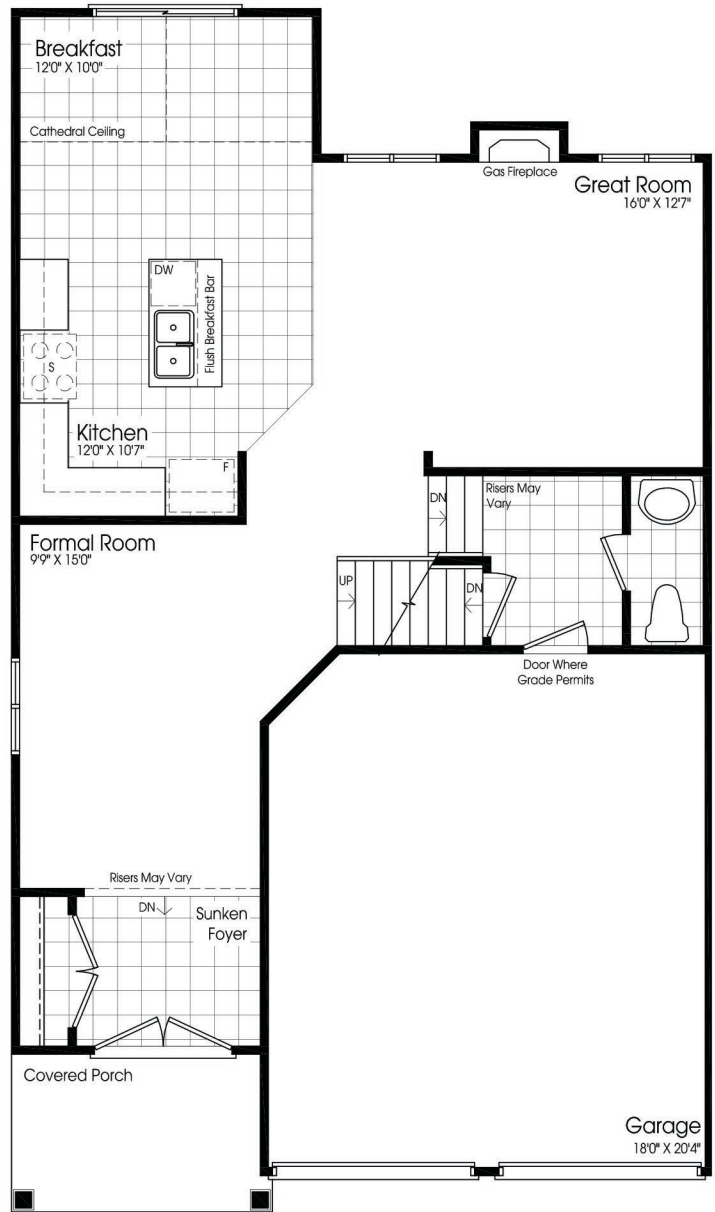 Breakfast
12'0" X 10'0"
Cathedral Ceiling
Gas Fireplace
Great Room
16'0" X 12'7"
DW
Flush Breakfast Bar
S
Kitchen
12'0" X 10'7"
F
DN
Risers May
Vary
Formal Room
9'9" X 15'0"
UP
DN
Door Where
Grade Permits
Risers May Vary
DN
Sunken
Foyer
Covered Porch
Garage
18'0" X 20'4"